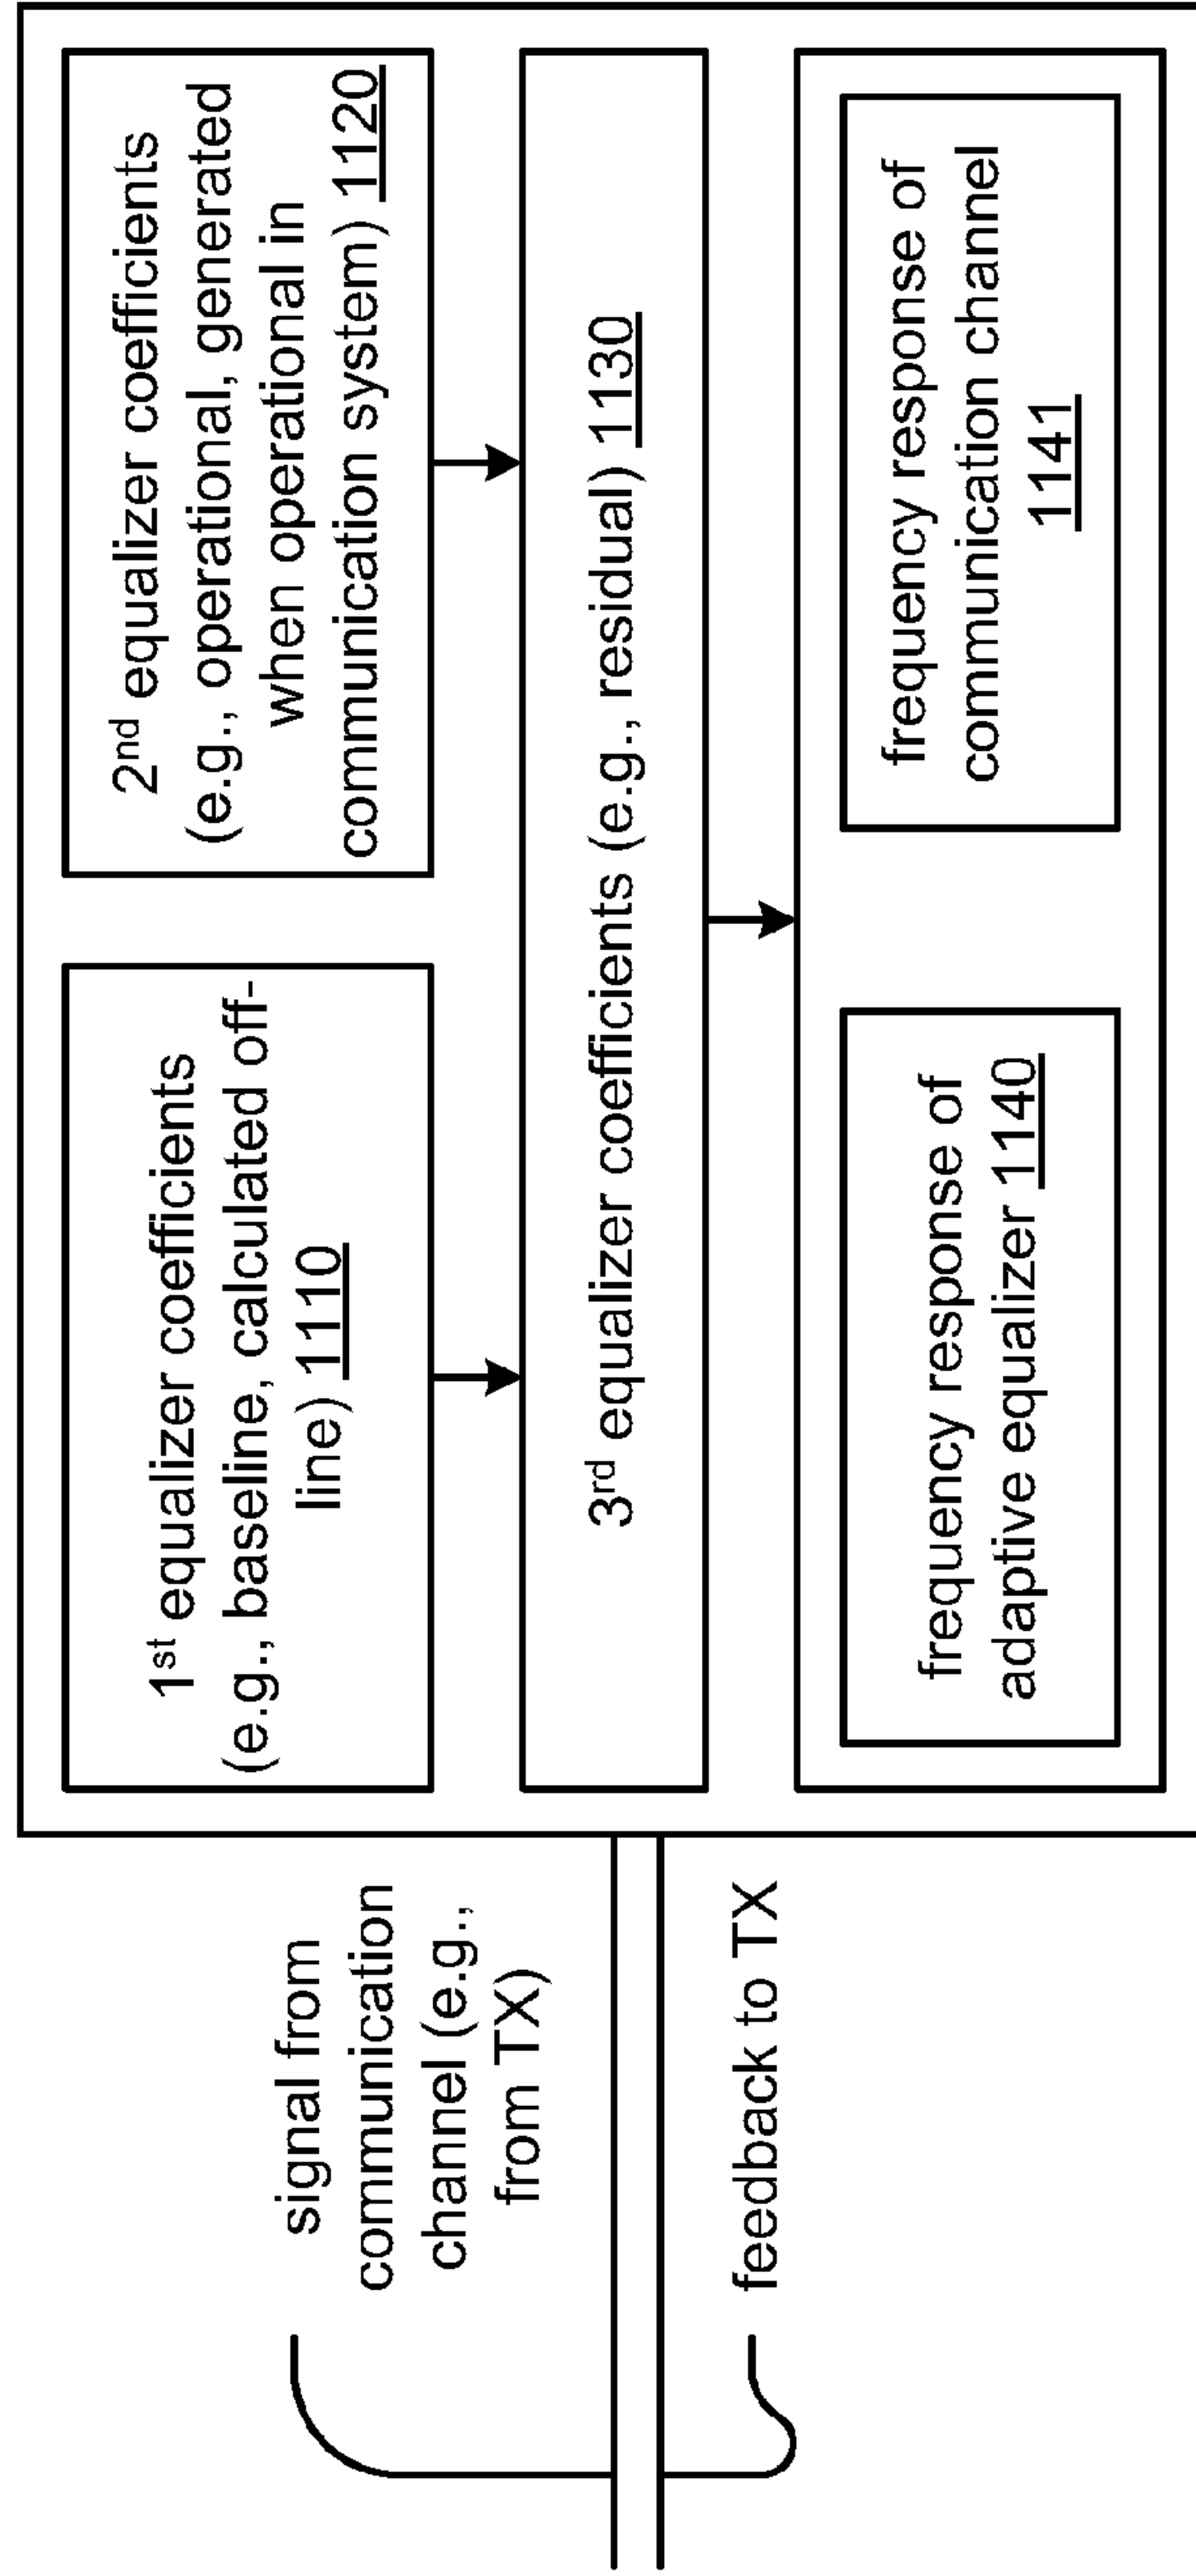 signal from
communication
channel (e.g.,
from TX)
feedback to TX
1st equalizer coefficients
(e.g., baseline, calculated off-
line) 1110
2nd equalizer coefficients
(e.g., operational, generated
when operational in
communication system) 1120
3rd equalizer coefficients (e.g., residual) 1130
frequency response of
adaptive equalizer 1140
frequency response of
communication channel
1141